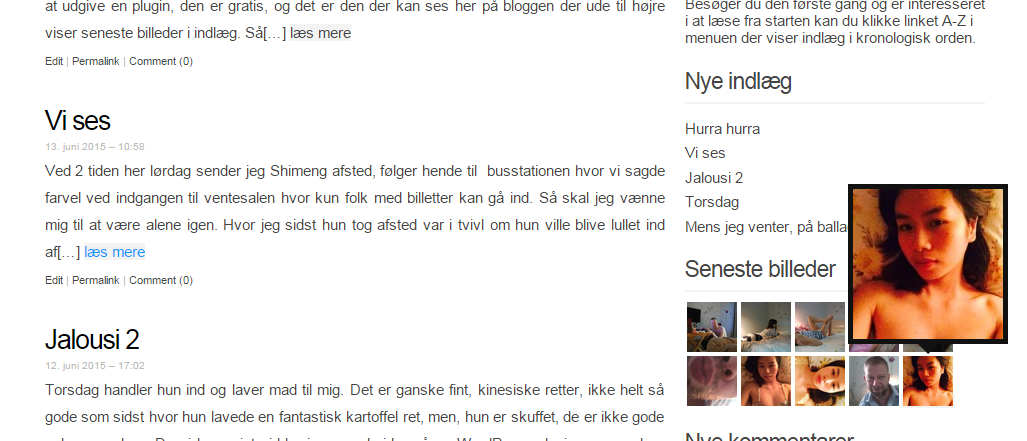 at udgive en plugin, den er gratis, og det er den der kan ses her på bloggen der ude til højre
viser seneste billeder i indlæg. Så[…] læs mere
Edit | Permalink | Comment (0)
Vi ses
13. juni 2015 – 10:58
Ved 2 tiden her lørdag sender jeg Shimeng afsted, følger hende til busstationen hvor vi sagde
farvel ved indgangen til ventesalen hvor kun folk med billetter kan gå ind. Så skal jeg vænne
mig til at være alene igen. Hvor jeg sidst hun tog afsted var i tvivl om hun ville blive lullet ind
af[…] læs mere
Edit | Permalink | Comment (0)
Jalousi 2
12. juni 2015 – 17:02
Torsdag handler hun ind og laver mad til mig. Det er ganske fint, kinesiske retter, ikke helt så
gode som sidst hvor hun lavede en fantastisk kartoffel ret, men, hun er skuffet, de er ikke gode
Besøger du den første gang og er interesseret
i at læse fra starten kan du klikke linket A-Z i
menuen der viser indlæg i kronologisk orden.
Nye indlæg
Hurra hurra
Vi ses
Jalousi 2
Torsdag
Mens jeg venter, på
Seneste billeder
Nye kommentarer